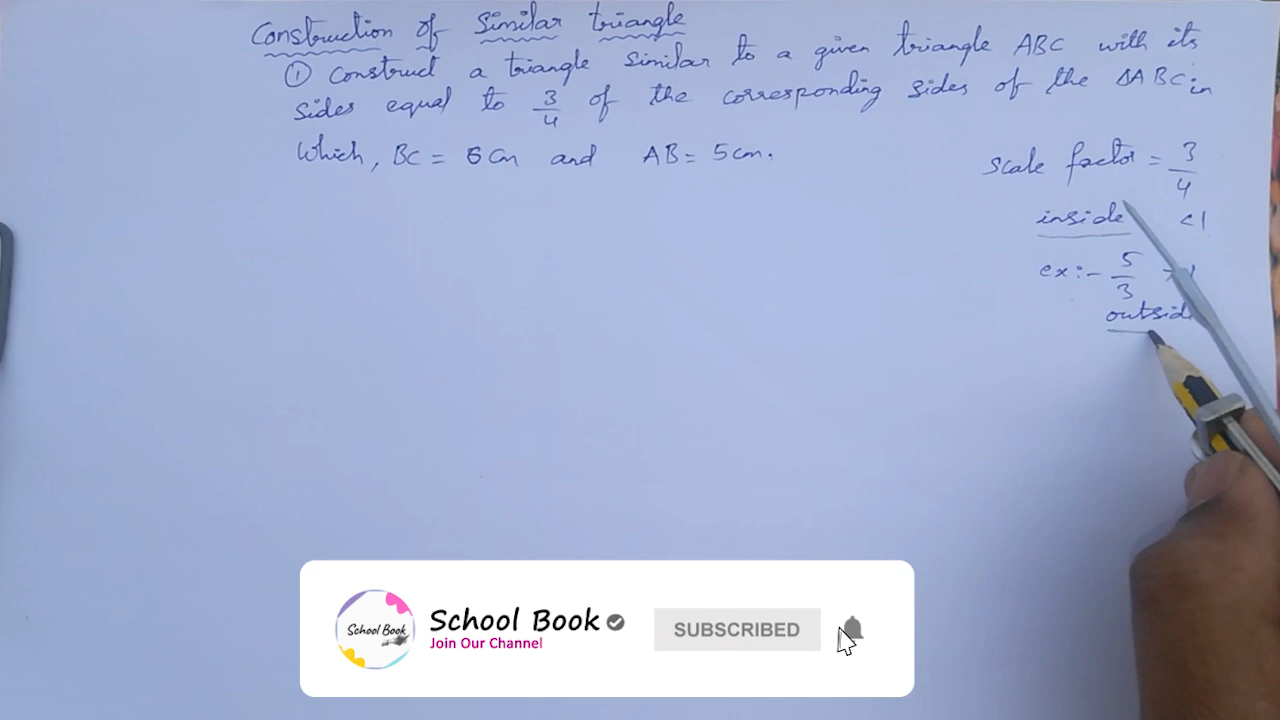 Construction of Similar triangle
① Construct a triangle Similar to a given triangle ABC with its
Sides equal to 3/4 of the corresponding sides of the ΔABC in
Which, BC = 6 Cm and AB = 5 cm.
Scale factor = 3/4
inside <1
ex:- 5/3
outside
School Book
School Book
Join Our Channel
SUBSCRIBED